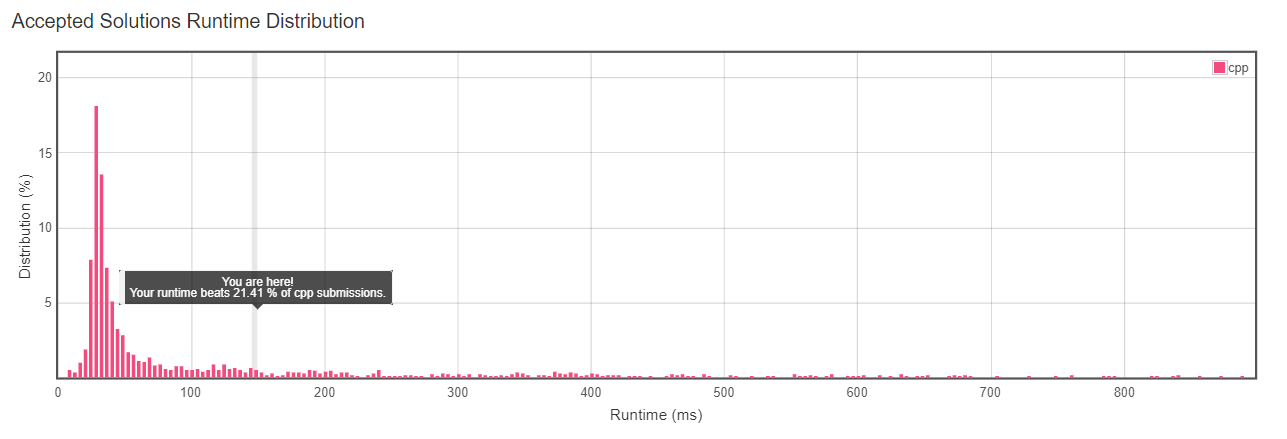 Accepted Solutions Runtime Distribution
cpp
20
15
10
5
Distribution (%)
You are here!
Your runtime beats 21.41 % of cpp submissions.
0 100 200 300 400 500 600 700 800
Runtime (ms)